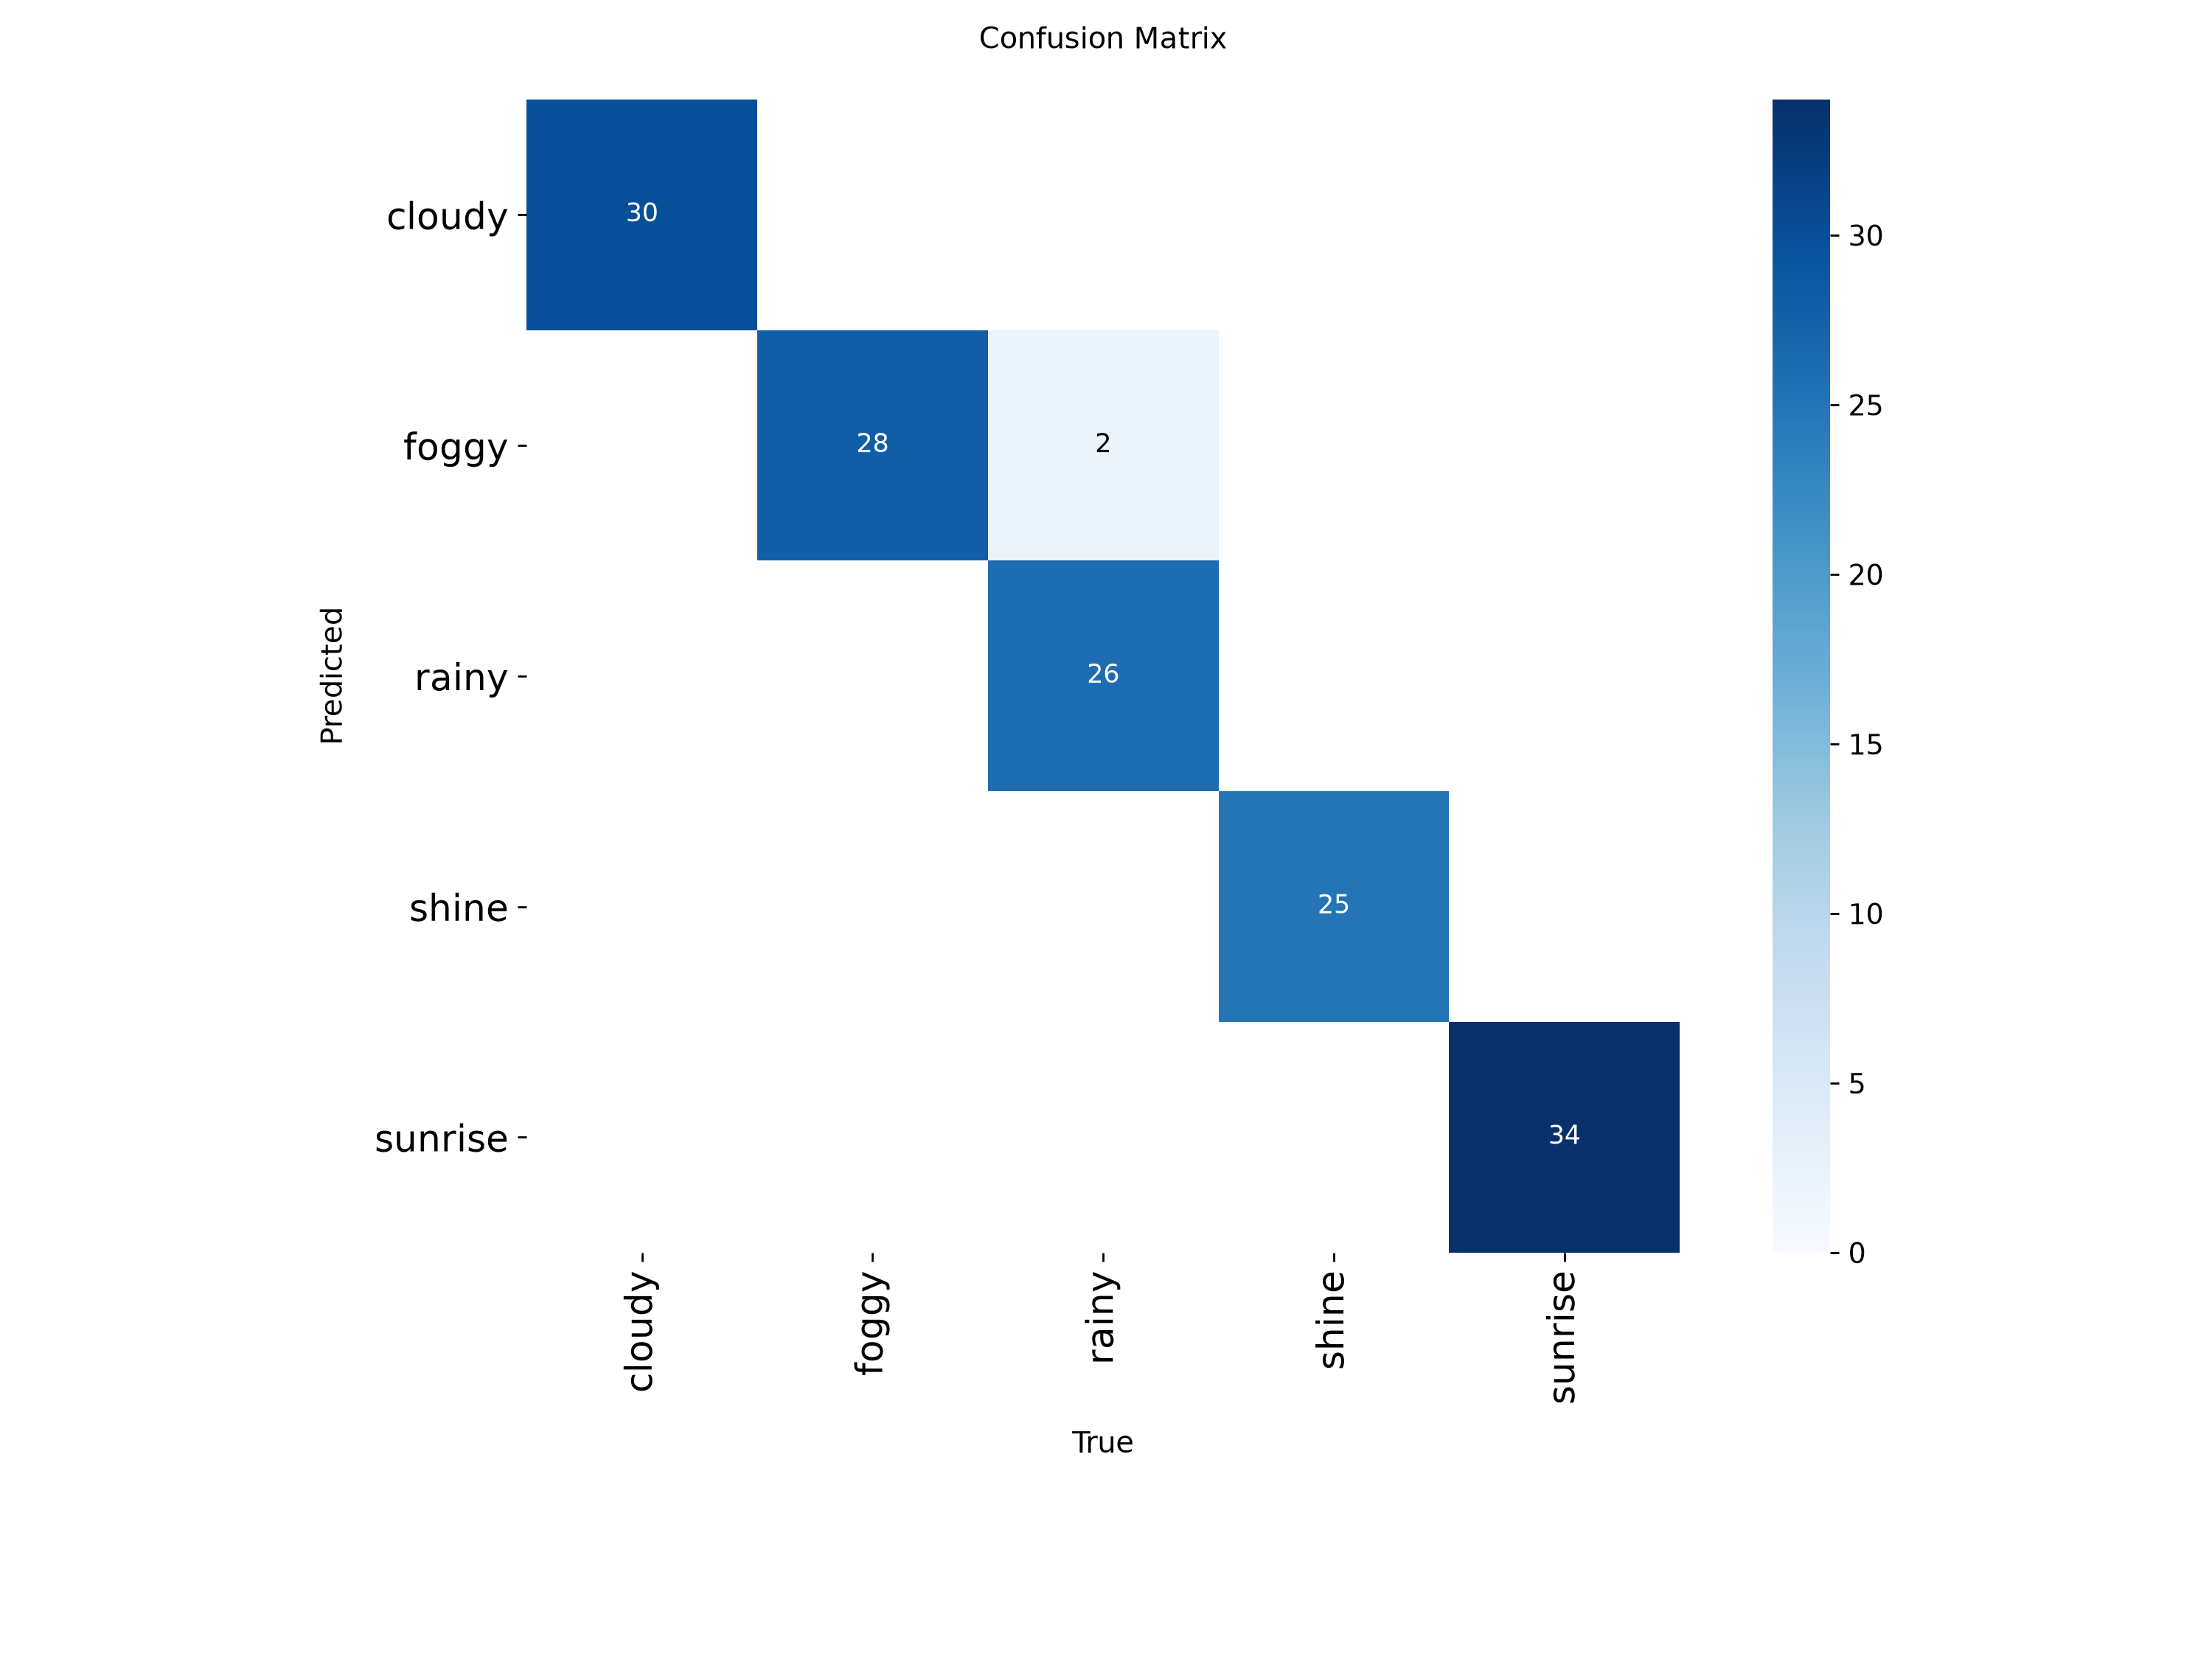 Confusion Matrix
cloudy
30
30
foggy
28
2
25
20
Predicted
rainy
26
15
shine
25
10
5
sunrise
34
0
cloudy
foggy
rainy
shine
sunrise
True